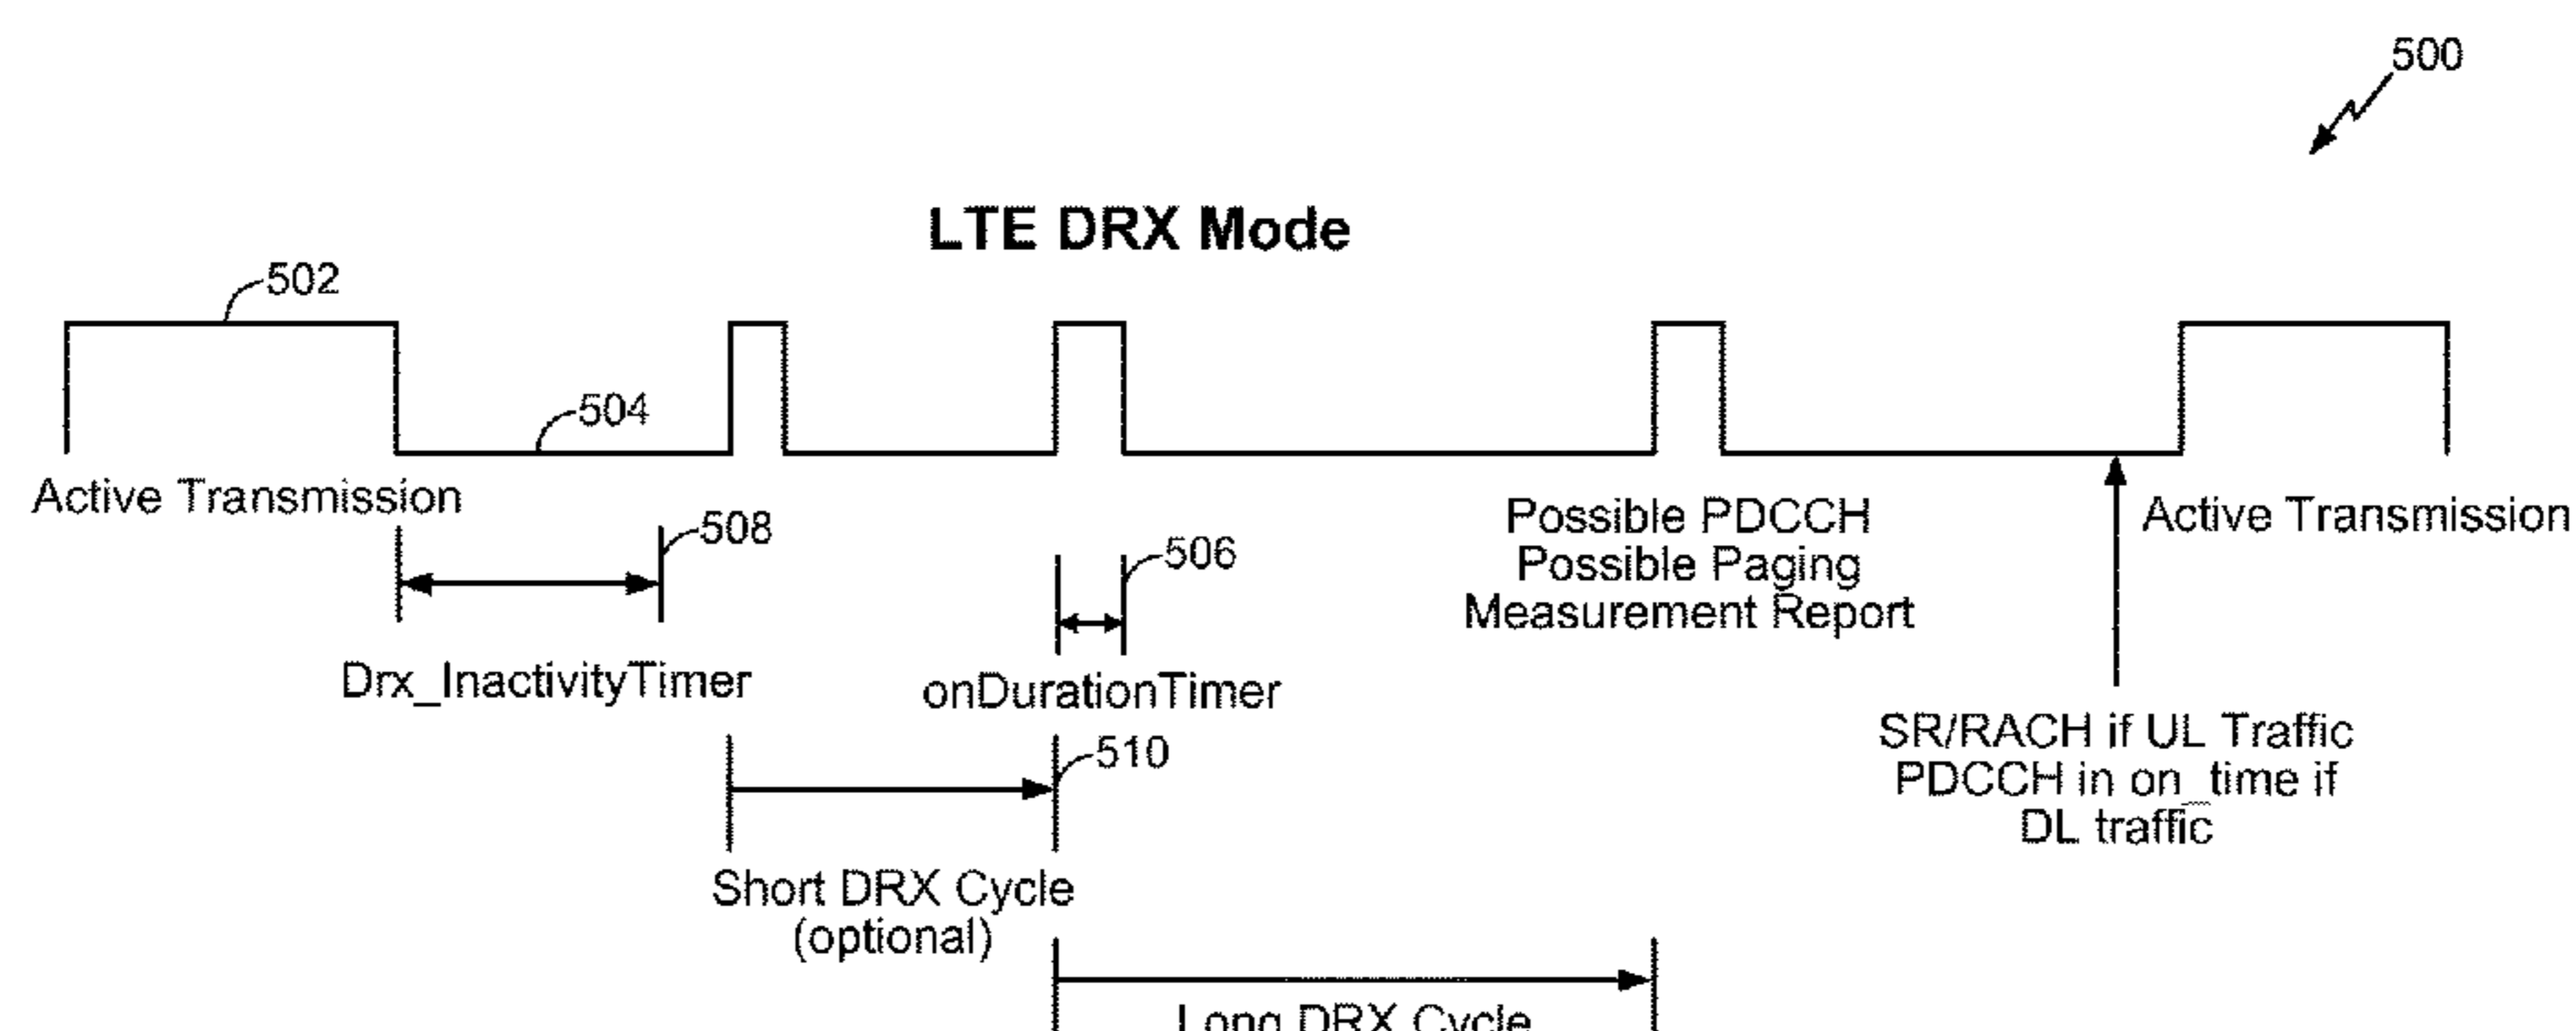 500
LTE DRX Mode
502
504
Active Transmission
508
506
Possible PDCCH
Possible Paging
Measurement Report
Active Transmission
Drx_InactivityTimer
onDurationTimer
510
SR/RACH if UL Traffic
PDCCH in on_time if
DL traffic
Short DRX Cycle
(optional)
Long DRX Cycle